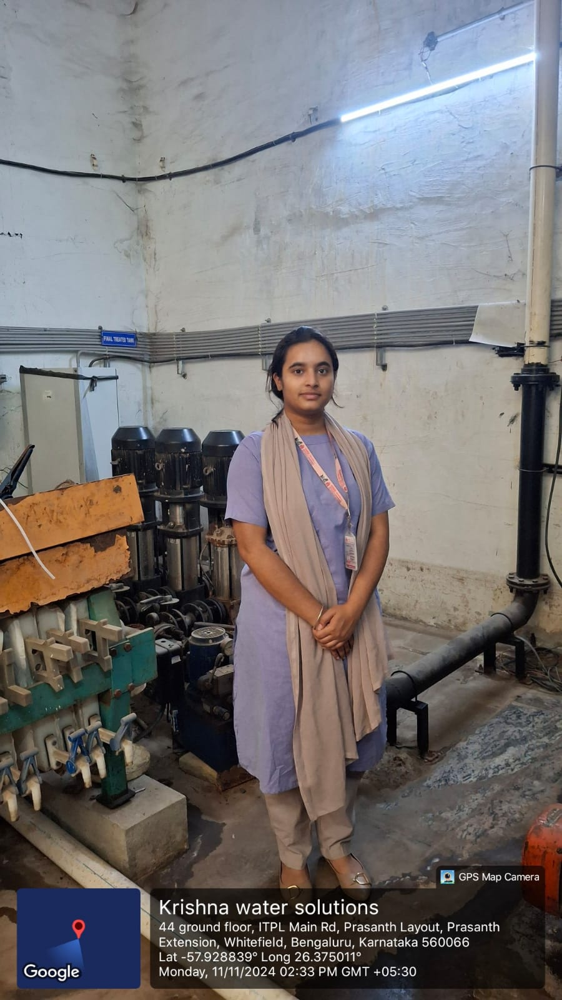 FINAL TREATED TANK
GPS Map Camera
Krishna water solutions
44 ground floor, ITPL Main Rd, Prasanth Layout, Prasanth
Extension, Whitefield, Bengaluru, Karnataka 560066
Lat -57.928839° Long 26.375011°
Monday, 11/11/2024 02:33 PM GMT +05:30
Google